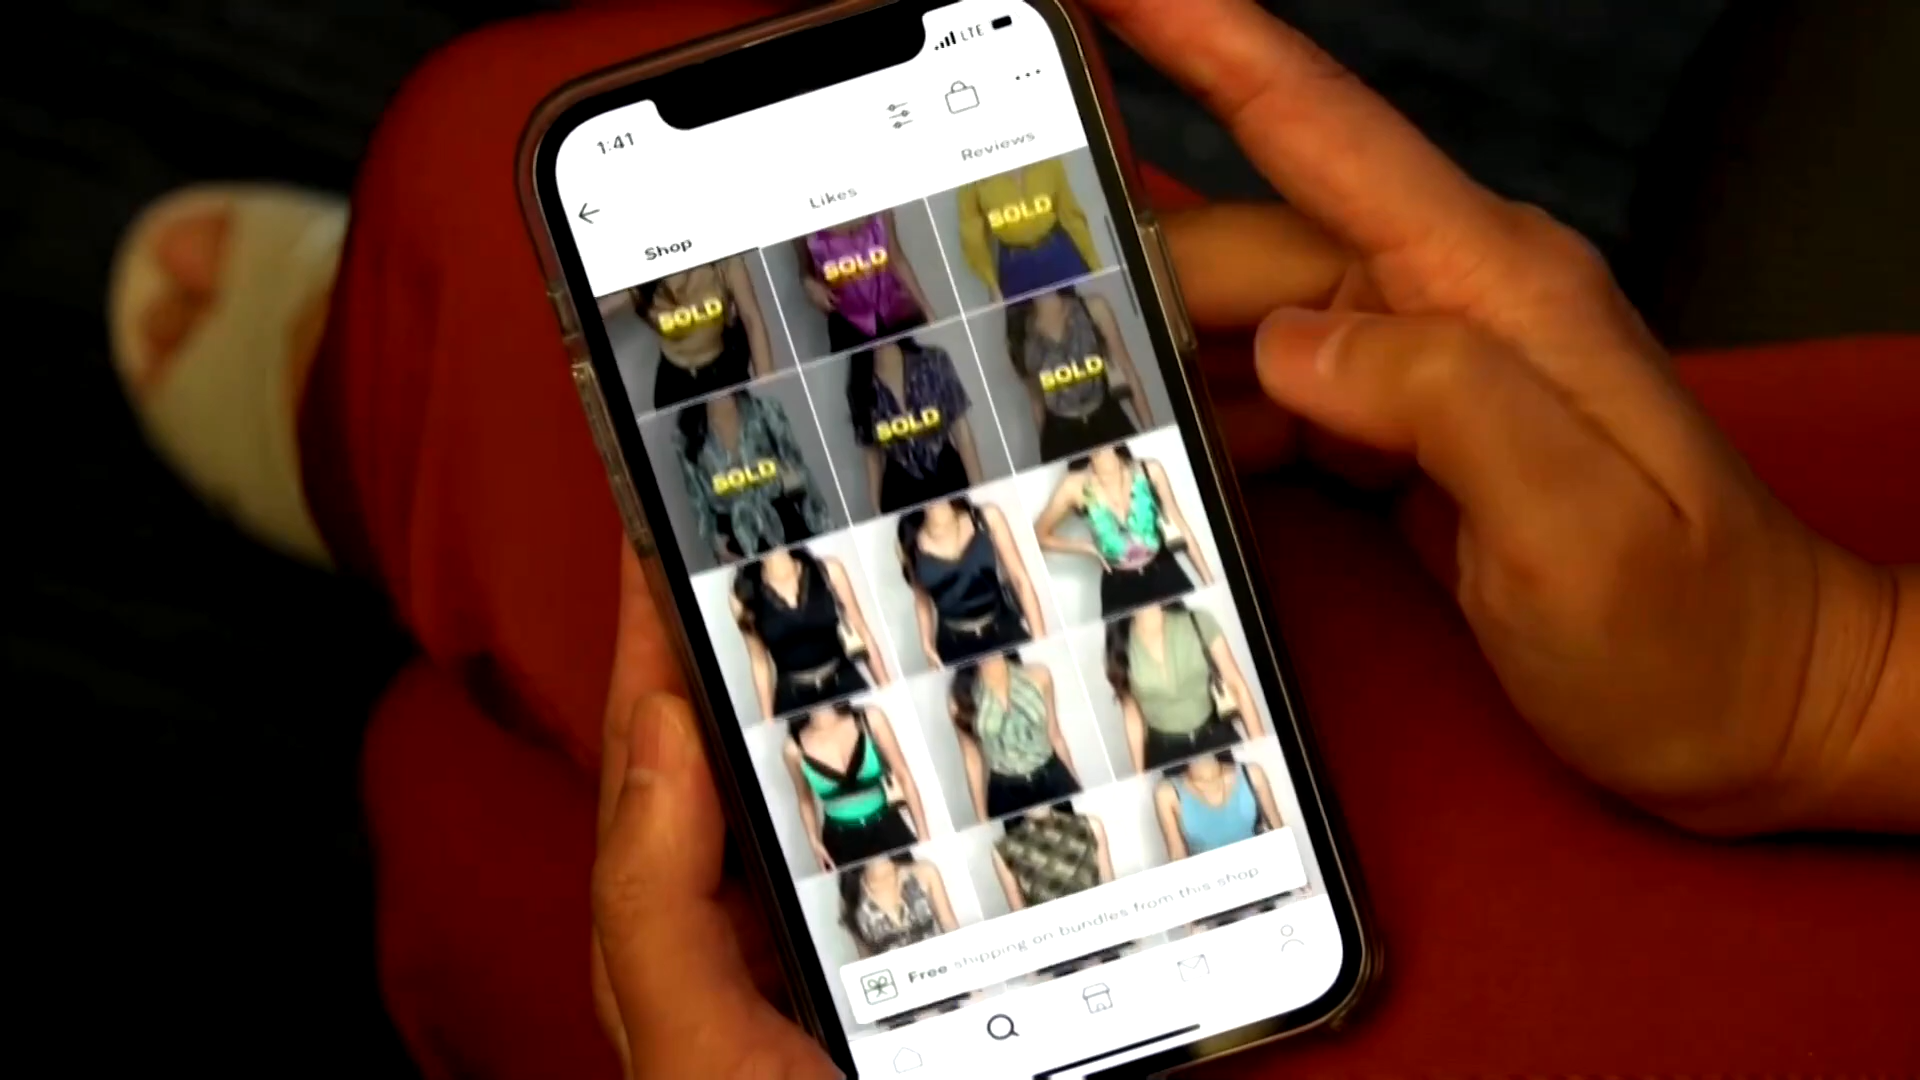 1:41 LTE
Shop Likes Reviews
SOLD SOLD SOLD
SOLD SOLD SOLD
Free shipping on bundles from this shop